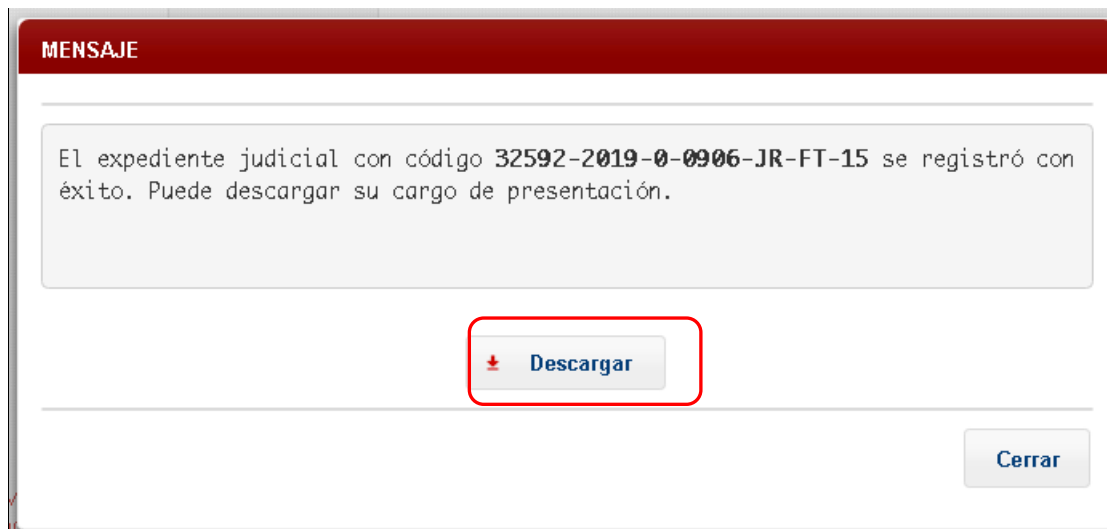 MENSAJE
El expediente judicial con código 32592-2019-0-0906-JR-FT-15 se registró con
éxito. Puede descargar su cargo de presentación.
Descargar
Cerrar